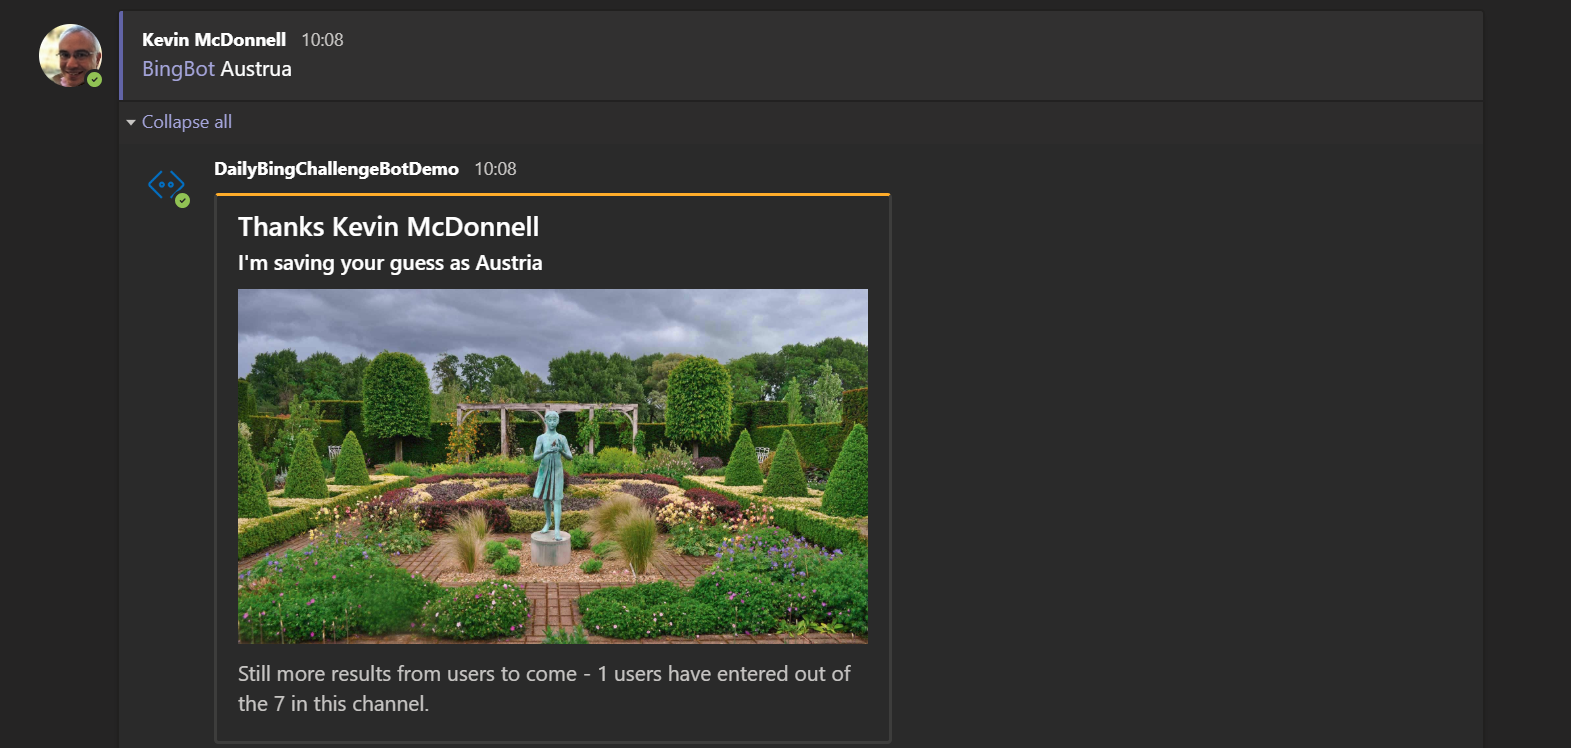 Kevin McDonnell 10:08
BingBot Austrua
Collapse all
DailyBingChallengeBotDemo 10:08
Thanks Kevin McDonnell
I'm saving your guess as Austria
Still more results from users to come - 1 users have entered out of
the 7 in this channel.